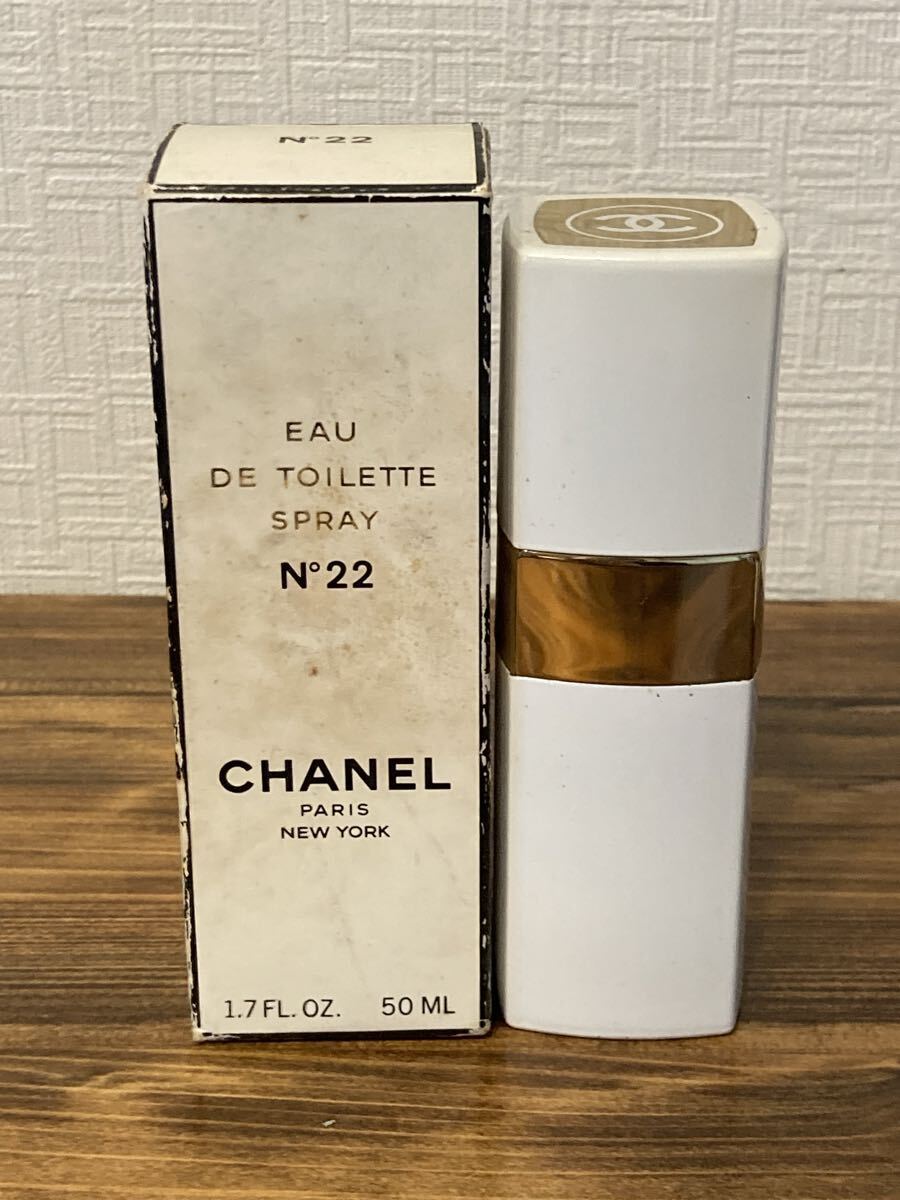 N°22
EAU
DE TOILETTE
SPRAY
N°22
CHANEL
PARIS
NEW YORK
1.7 FL. OZ. 50 ML